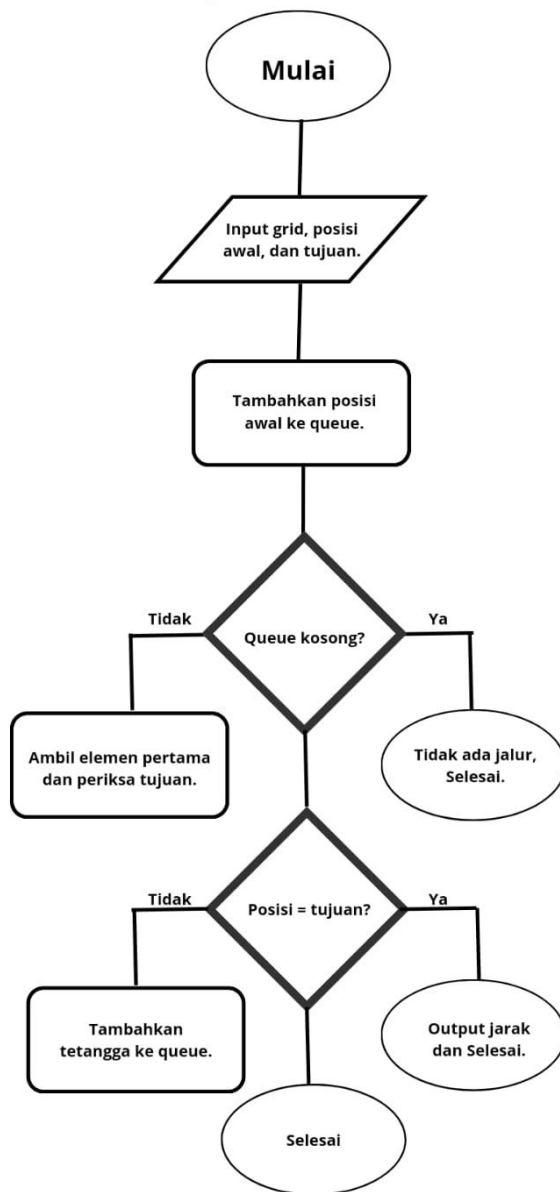 Mulai
Input grid, posisi
awal, dan tujuan.
Tambahkan posisi
awal ke queue.
Tidak
Ya
Queue kosong?
Ambil elemen pertama
dan periksa tujuan.
Tidak ada jalur,
Selesai.
Tidak
Ya
Posisi = tujuan?
Tambahkan
tetangga ke queue.
Output jarak
dan Selesai.
Selesai